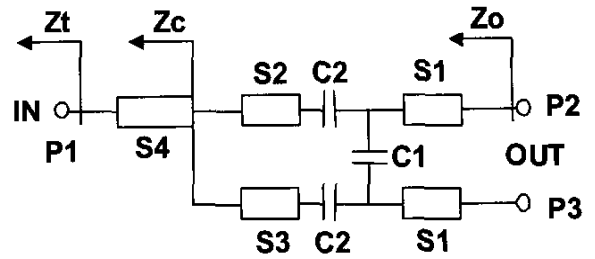 Zt Zc Zo
S2 C2 S1
IN P2
P1 S4 C1 OUT
S3 C2 S1 P3